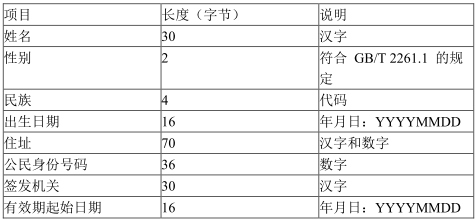 项目 长度（字节） 说明
姓名 30 汉字
性别 2 符合 GB/T 2261.1 的规
定
民族 4 代码
出生日期 16 年月日：YYYYMMDD
住址 70 汉字和数字
公民身份号码 36 数字
签发机关 30 汉字
有效期起始日期 16 年月日：YYYYMMDD